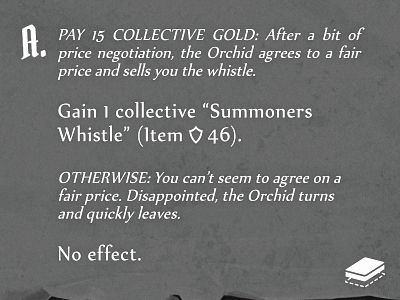 A. PAY 15 COLLECTIVE GOLD: After a bit of
price negotiation, the Orchid agrees to a fair
price and sells you the whistle.
Gain 1 collective “Summoners
Whistle” (Item 46).
OTHERWISE: You can’t seem to agree on a
fair price. Disappointed, the Orchid turns
and quickly leaves.
No effect.